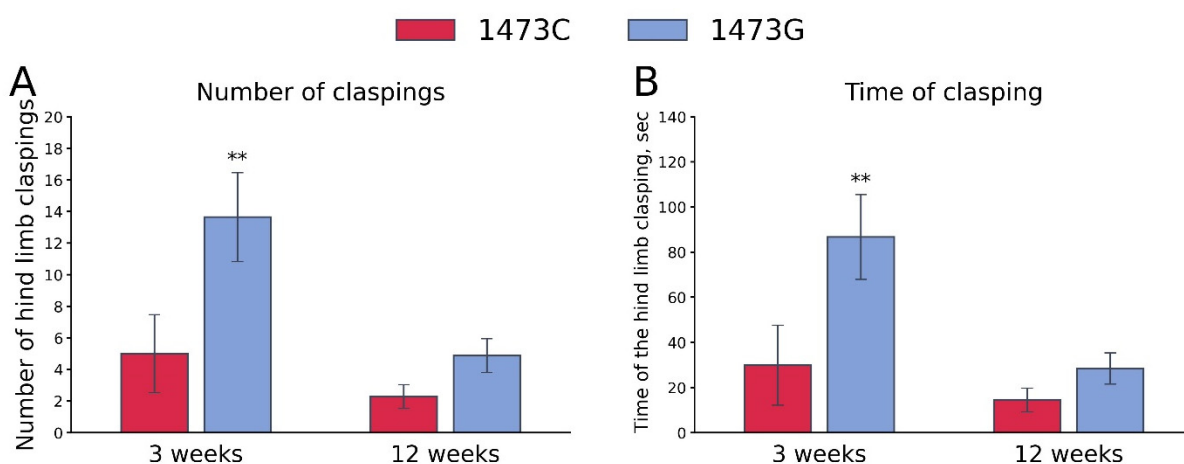 1473C 1473G
A
Number of claspings
Number of hind limb claspings
20
18
16
14
12
10
8
6
4
2
0
**
3 weeks 12 weeks
B
Time of clasping
Time of the hind limb clasping, sec
140
120
100
80
60
40
20
0
**
3 weeks 12 weeks